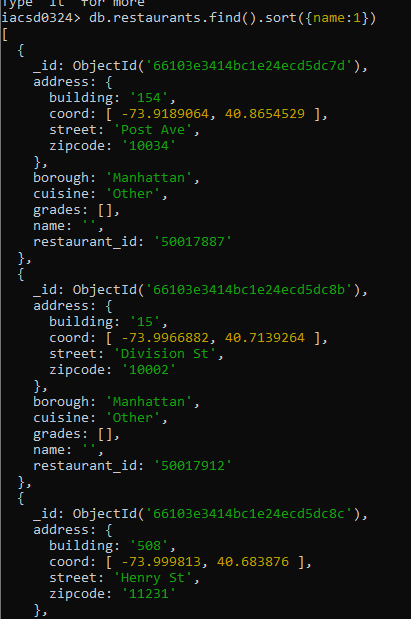 Type "it" for more
iacsd0324> db.restaurants.find().sort({name:1})
[
  {
    _id: ObjectId('66103e3414bc1e24ecd5dc7d'),
    address: {
      building: '154',
      coord: [ -73.9189064, 40.8654529 ],
      street: 'Post Ave',
      zipcode: '10034'
    },
    borough: 'Manhattan',
    cuisine: 'Other',
    grades: [],
    name: '',
    restaurant_id: '50017887'
  },
  {
    _id: ObjectId('66103e3414bc1e24ecd5dc8b'),
    address: {
      building: '15',
      coord: [ -73.9966882, 40.7139264 ],
      street: 'Division St',
      zipcode: '10002'
    },
    borough: 'Manhattan',
    cuisine: 'Other',
    grades: [],
    name: '',
    restaurant_id: '50017912'
  },
  {
    _id: ObjectId('66103e3414bc1e24ecd5dc8c'),
    address: {
      building: '508',
      coord: [ -73.999813, 40.683876 ],
      street: 'Henry St',
      zipcode: '11231'
    },